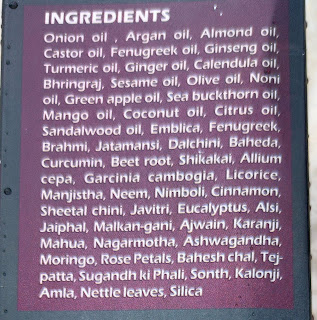 INGREDIENTS
Onion oil , Argan oil, Almond oil,
Castor oil, Fenugreek oil, Ginseng oil,
Turmeric oil, Ginger oil, Calendula oil,
Bhringraj, Sesame oil, Olive oil, Noni
oil, Green apple oil, Sea buckthorn oil,
Mango oil, Coconut oil, Citrus oil,
Sandalwood oil, Emblica, Fenugreek,
Brahmi, Jatamansi, Dalchini, Baheda,
Curcumin, Beet root, Shikakai, Allium
cepa, Garcinia cambogia, Licorice,
Manjistha, Neem, Nimboli, Cinnamon,
Sheetal chini, Javitri, Eucalyptus, Alsi,
Jaiphal, Malkan-gani, Ajwain, Karanji,
Mahua, Nagarmotha, Ashwagandha,
Moringo, Rose Petals, Bahesh chal, Tej-
patta, Sugandh ki Phali, Sonth, Kalonji,
Amla, Nettle leaves, Silica